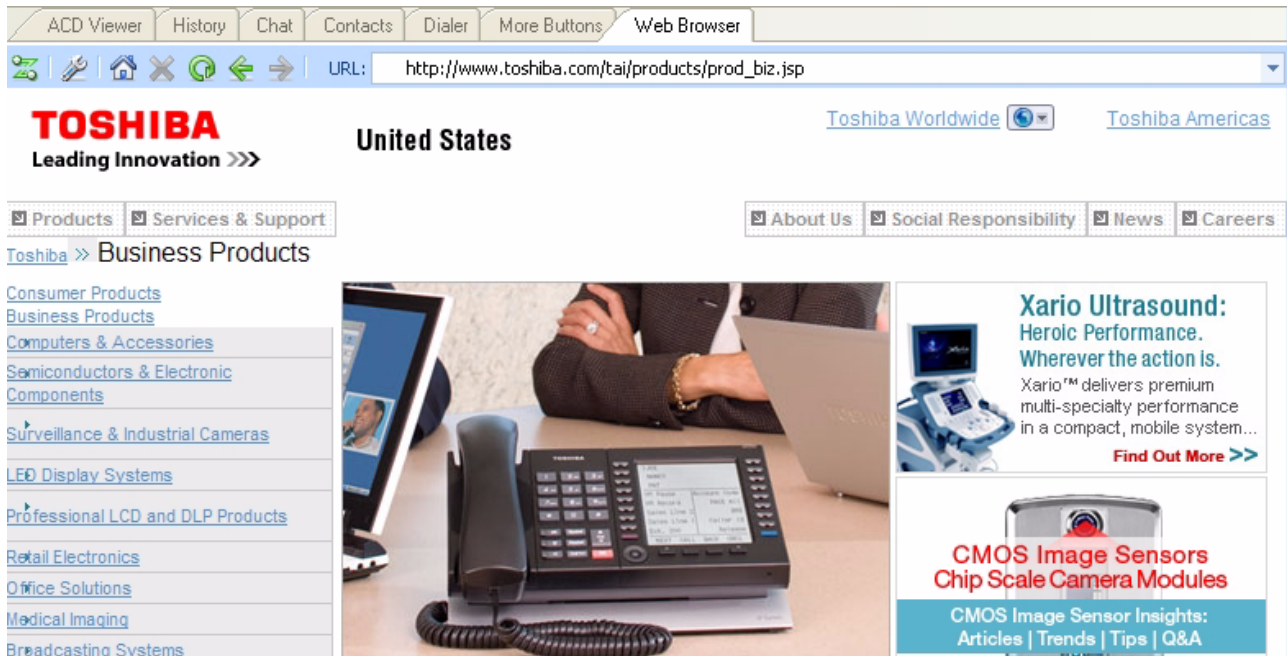 ACD Viewer History Chat Contacts Dialer More Buttons Web Browser
URL: http://www.toshiba.com/tai/products/prod_biz.jsp
TOSHIBA
Leading Innovation >>>
United States
Toshiba Worldwide Toshiba Americas
Products Services & Support About Us Social Responsibility News Careers
Toshiba » Business Products
Consumer Products
Business Products
Computers & Accessories
Semiconductors & Electronic
Components
Surveillance & Industrial Cameras
LED Display Systems
Professional LCD and DLP Products
Retail Electronics
Office Solutions
Medical Imaging
Broadcasting Systems
TOSHIBA
Xario Ultrasound:
Heroic Performance.
Wherever the action is.
Xario™ delivers premium
multi-specialty performance
in a compact, mobile system...
Find Out More >>
CMOS Image Sensors
Chip Scale Camera Modules
CMOS Image Sensor Insights:
Articles | Trends | Tips | Q&A